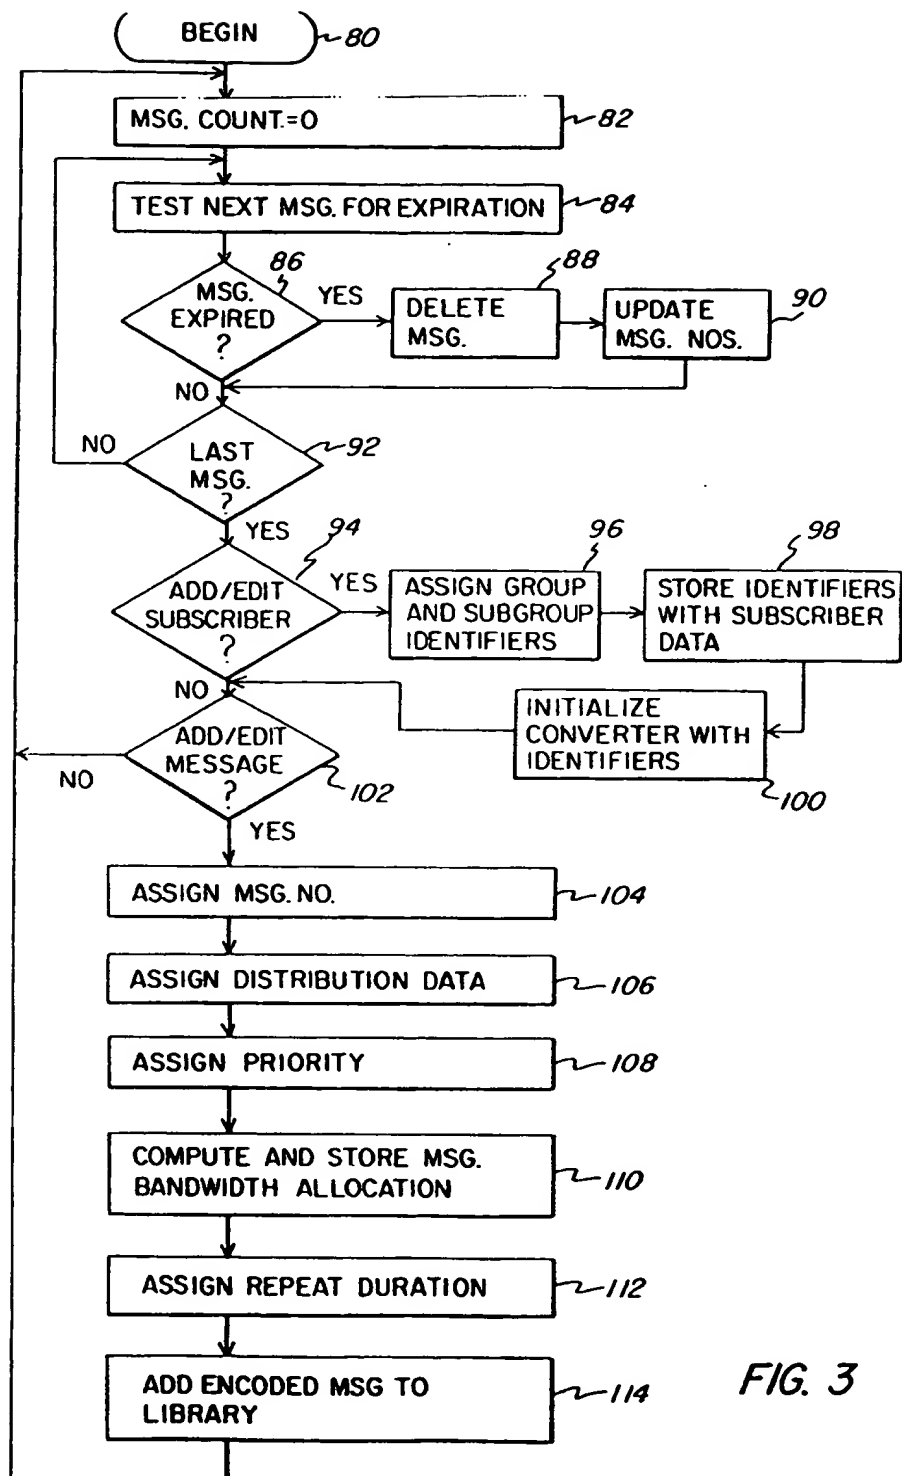 BEGIN
80
MSG. COUNT.=0
82
TEST NEXT MSG. FOR EXPIRATION
84
MSG.
EXPIRED
?
86
YES
DELETE
MSG.
88
UPDATE
MSG. NOS.
90
NO
NO
LAST
MSG.
?
92
YES
ADD/EDIT
SUBSCRIBER
?
94
YES
ASSIGN GROUP
AND SUBGROUP
IDENTIFIERS
96
STORE IDENTIFIERS
WITH SUBSCRIBER
DATA
98
NO
INITIALIZE
CONVERTER WITH
IDENTIFIERS
100
ADD/EDIT
MESSAGE
?
102
NO
YES
ASSIGN MSG. NO.
104
ASSIGN DISTRIBUTION DATA
106
ASSIGN PRIORITY
108
COMPUTE AND STORE MSG.
BANDWIDTH ALLOCATION
110
ASSIGN REPEAT DURATION
112
ADD ENCODED MSG TO
LIBRARY
114
FIG. 3